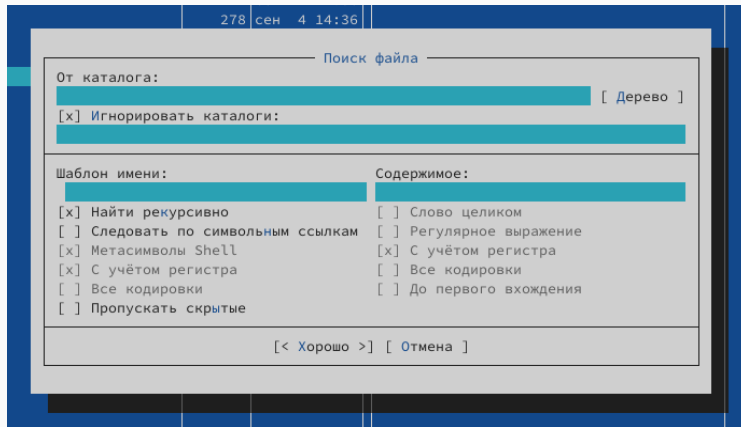 278 сен 4 14:36
Поиск файла
От каталога:
[ Дерево ]
[x] Игнорировать каталоги:
Шаблон имени:
Содержимое:
[x] Найти рекурсивно
[ ] Слово целиком
[ ] Следовать по символьным ссылкам
[ ] Регулярное выражение
[x] Метасимволы Shell
[x] С учётом регистра
[x] С учётом регистра
[ ] Все кодировки
[ ] Все кодировки
[ ] До первого вхождения
[ ] Пропускать скрытые
[< Хорошо >] [ Отмена ]